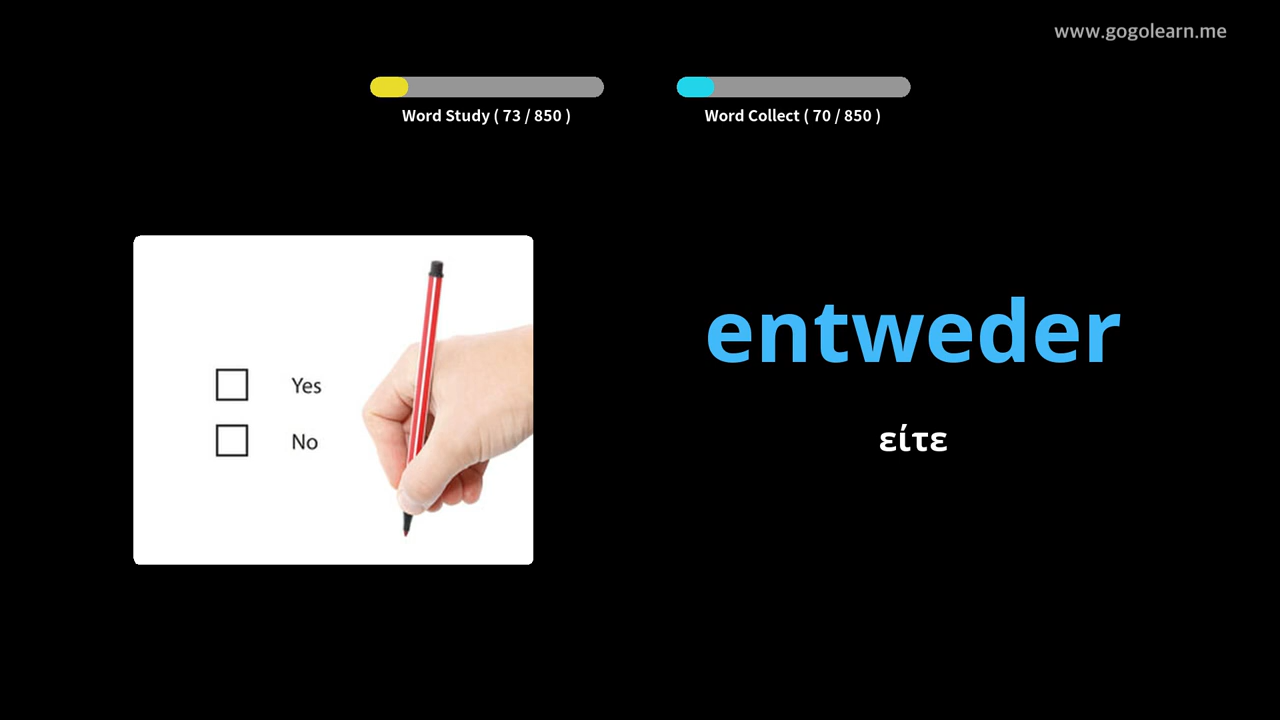 www.gogolearn.me
Word Study ( 73 / 850 )
Word Collect ( 70 / 850 )
Yes
No
entweder
είτε